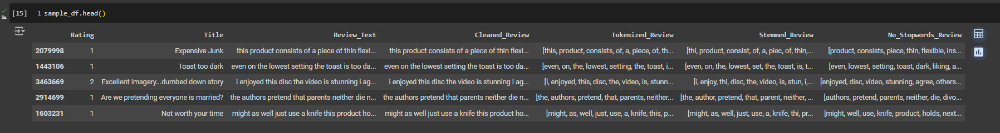 [15] 1 sample_df.head()
0s
Rating Title Review_Text Cleaned_Review Tokenized_Review Stemmed_Review No_Stopwords_Review
2079998 1 Expensive Junk this product consists of a piece of thin flexi... this product consists of a piece of thin flexi... [this, product, consists, of, a, piece, of, th... [thi, product, consist, of, a, piec, of, thin,... [product, consists, piece, thin, flexible, ins...
1443106 1 Toast too dark even on the lowest setting the toast is too da... even on the lowest setting the toast is too da... [even, on, the, lowest, setting, the, toast, i... [even, on, the, lowest, set, the, toast, is, t... [even, lowest, setting, toast, dark, liking, a...
3463669 2 Excellent imagery...dumbed down story i enjoyed this disc the video is stunning i ag... i enjoyed this disc the video is stunning i ag... [i, enjoyed, this, disc, the, video, is, stunn... [i, enjoy, thi, disc, the, video, is, stun, i,... [enjoyed, disc, video, stunning, agree, others...
2914699 1 Are we pretending everyone is married? the authors pretend that parents neither die n... the authors pretend that parents neither die n... [the, authors, pretend, that, parents, neither... [the, author, pretend, that, parent, neither, ... [authors, pretend, parents, neither, die, divo...
1603231 1 Not worth your time might as well just use a knife this product ho... might as well just use a knife this product ho... [might, as, well, just, use, a, knife, this, p... [might, as, well, just, use, a, knife, thi, pr... [might, well, use, knife, product, holds, next...